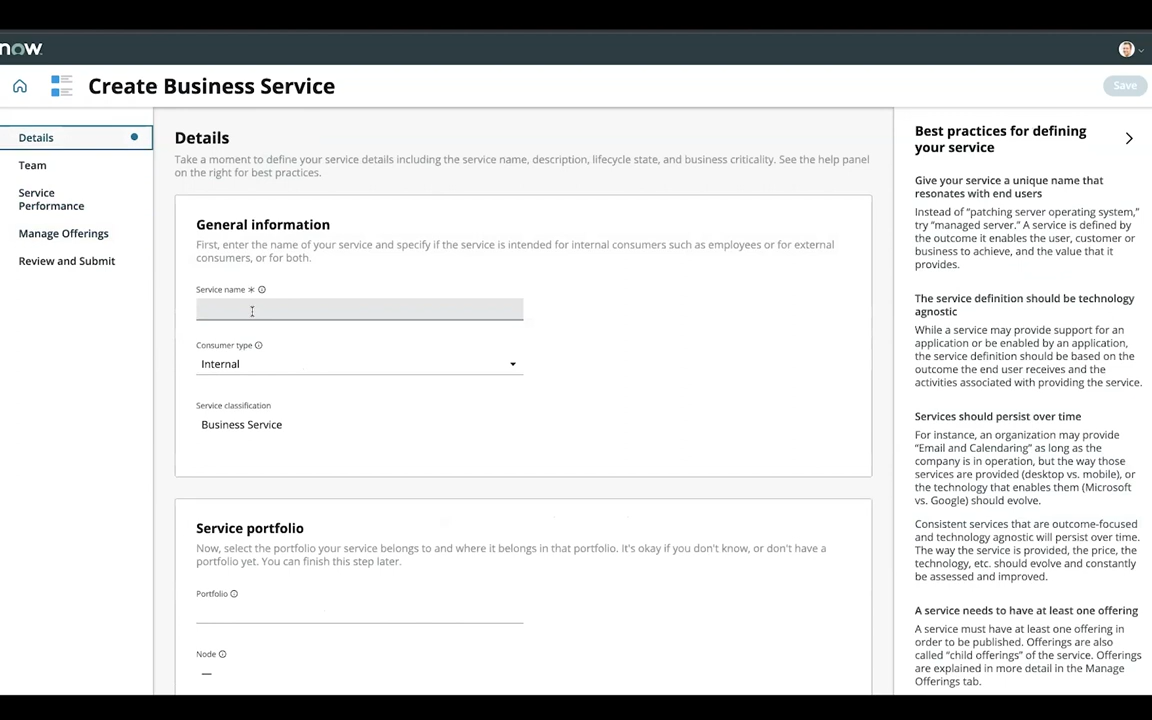 now.
Create Business Service
Save
Details
Team
Service
Performance
Manage Offerings
Review and Submit
Details
Take a moment to define your service details including the service name, description, lifecycle state, and business criticality. See the help panel
on the right for best practices.
General information
First, enter the name of your service and specify if the service is intended for internal consumers such as employees or for external
consumers, or for both.
Service name *
Consumer type
Internal
Service classification
Business Service
Service portfolio
Now, select the portfolio your service belongs to and where it belongs in that portfolio. It's okay if you don't know, or don't have a
portfolio yet. You can finish this step later.
Portfolio
Node
—
Best practices for defining
your service
Give your service a unique name that
resonates with end users
Instead of “patching server operating system,”
try “managed server.” A service is defined by
the outcome it enables the user, customer or
business to achieve, and the value that it
provides.
The service definition should be technology
agnostic
While a service may provide support for an
application or be enabled by an application,
the service definition should be based on the
outcome the end user receives and the
activities associated with providing the service.
Services should persist over time
For instance, an organization may provide
“Email and Calendaring” as long as the
company is in operation, but the way those
services are provided (desktop vs. mobile), or
the technology that enables them (Microsoft
vs. Google) should evolve.
Consistent services that are outcome-focused
and technology agnostic will persist over time.
The way the service is provided, the price, the
technology, etc. should evolve and constantly
be assessed and improved.
A service needs to have at least one offering
A service must have at least one offering in
order to be published. Offerings are also
called “child offerings” of the service. Offerings
are explained in more detail in the Manage
Offerings tab.